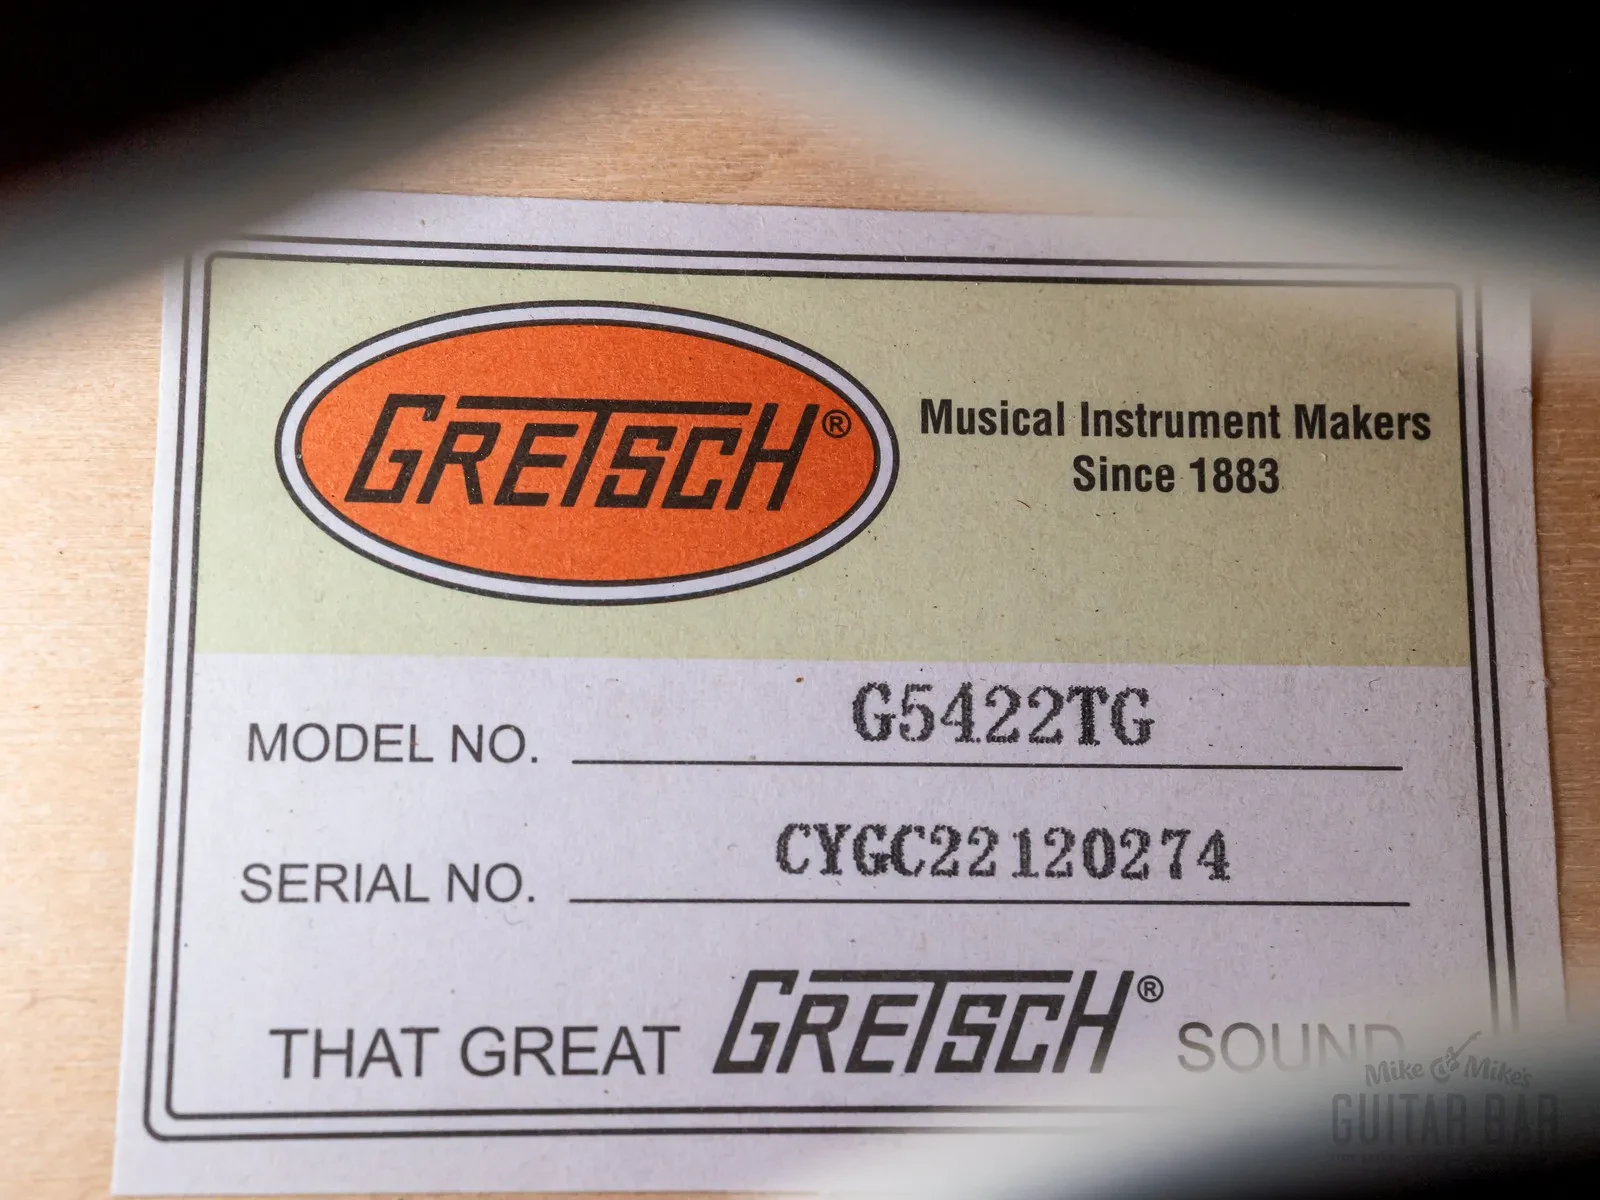 GRETSCH®
Musical Instrument Makers
Since 1883
MODEL NO. G5422TG
SERIAL NO. CYGC22120274
THAT GREAT GRETSCH® SOUND
Mike & Mike's
GUITAR BAR